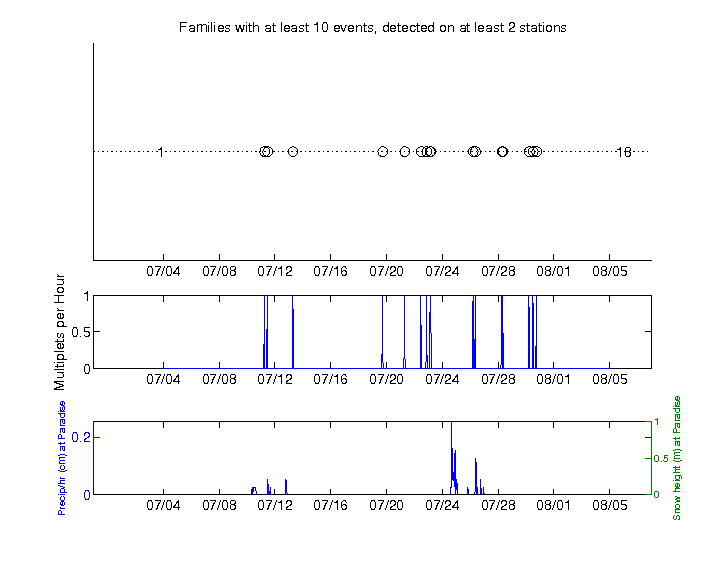 Families with at least 10 events, detected on at least 2 stations
1 16
07/04 07/08 07/12 07/16 07/20 07/24 07/28 08/01 08/05
Multiplets per Hour
1
0.5
0
07/04 07/08 07/12 07/16 07/20 07/24 07/28 08/01 08/05
Precip/hr (cm) at Paradise
0.2
0
1
0.5
0
Snow height (m) at Paradise
07/04 07/08 07/12 07/16 07/20 07/24 07/28 08/01 08/05